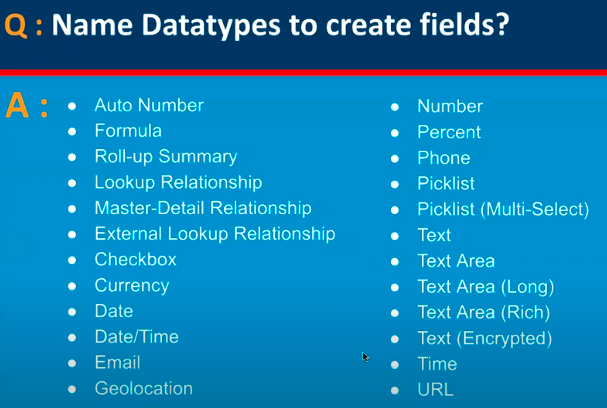 Q : Name Datatypes to create fields?
A :
• Auto Number
• Formula
• Roll-up Summary
• Lookup Relationship
• Master-Detail Relationship
• External Lookup Relationship
• Checkbox
• Currency
• Date
• Date/Time
• Email
• Geolocation
• Number
• Percent
• Phone
• Picklist
• Picklist (Multi-Select)
• Text
• Text Area
• Text Area (Long)
• Text Area (Rich)
• Text (Encrypted)
• Time
• URL